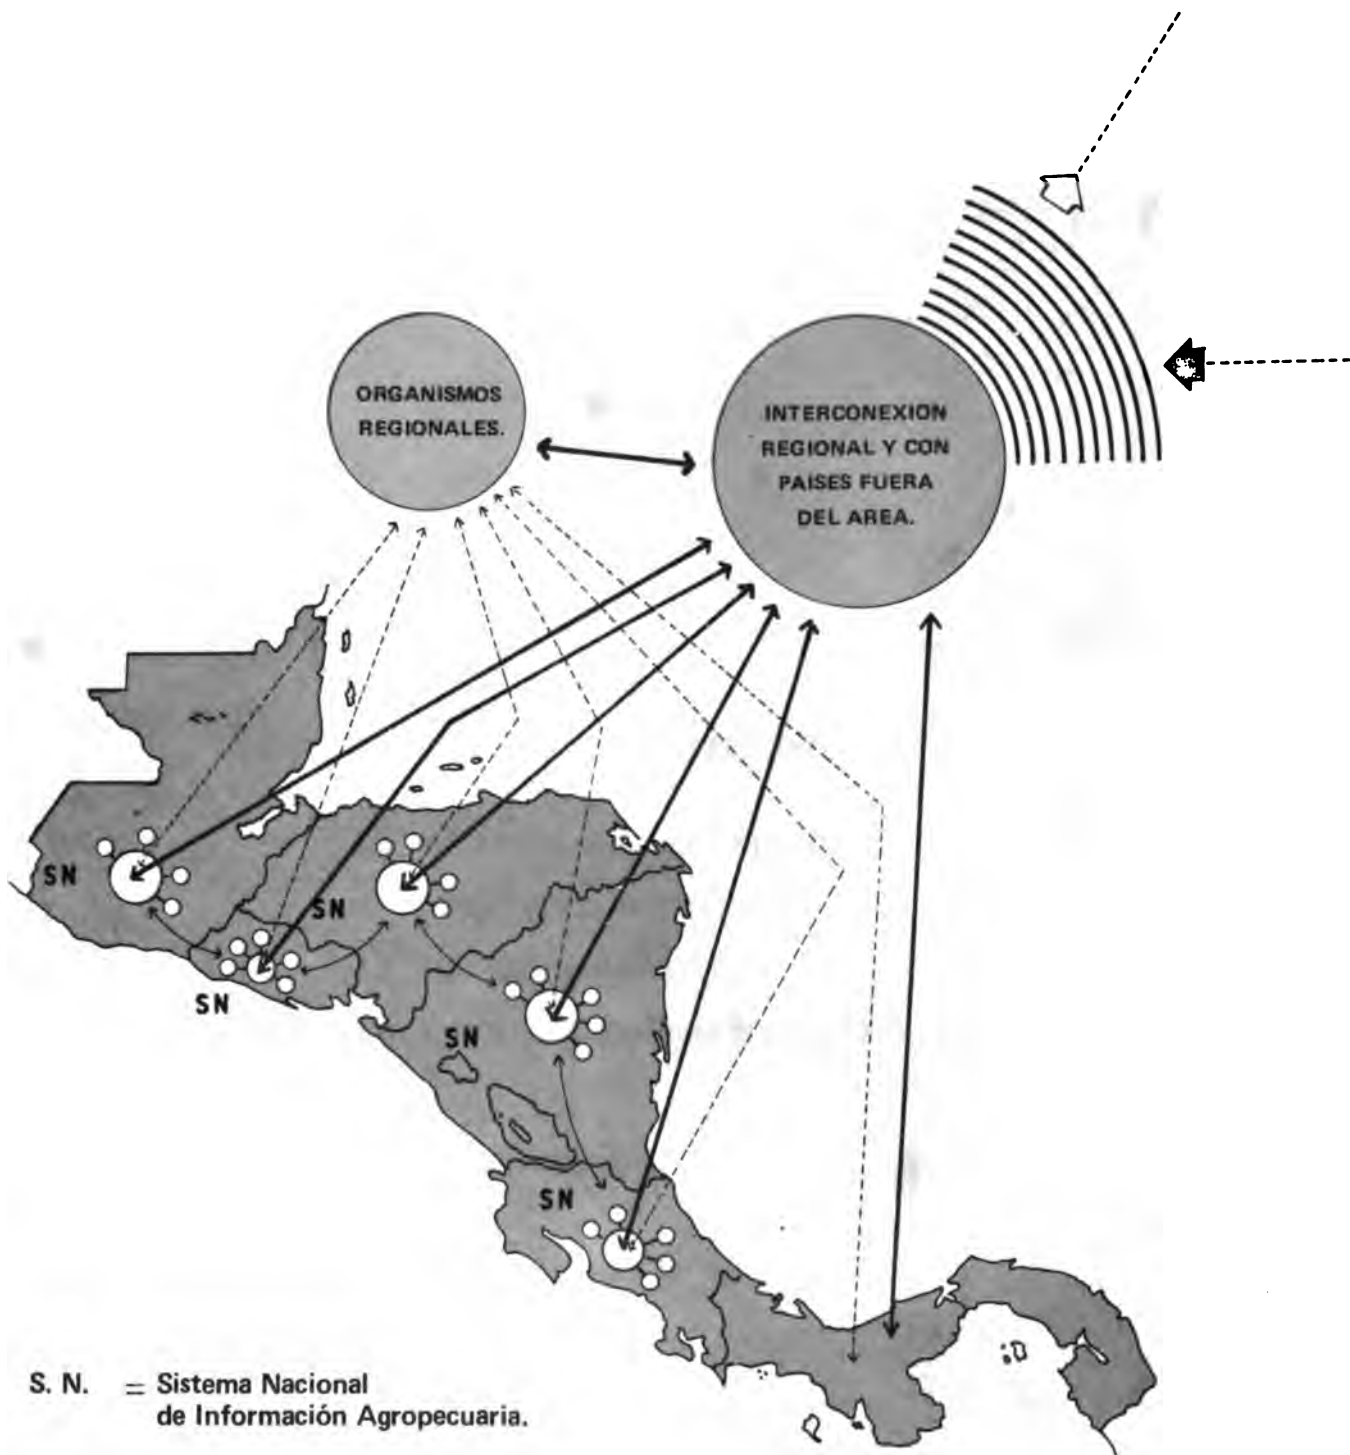 ORGANISMOS
REGIONALES.
INTERCONEXION
REGIONAL Y CON
PAISES FUERA
DEL AREA.
SN
SN
SN
SN
SN
S. N. = Sistema Nacional
de Información Agropecuaria.